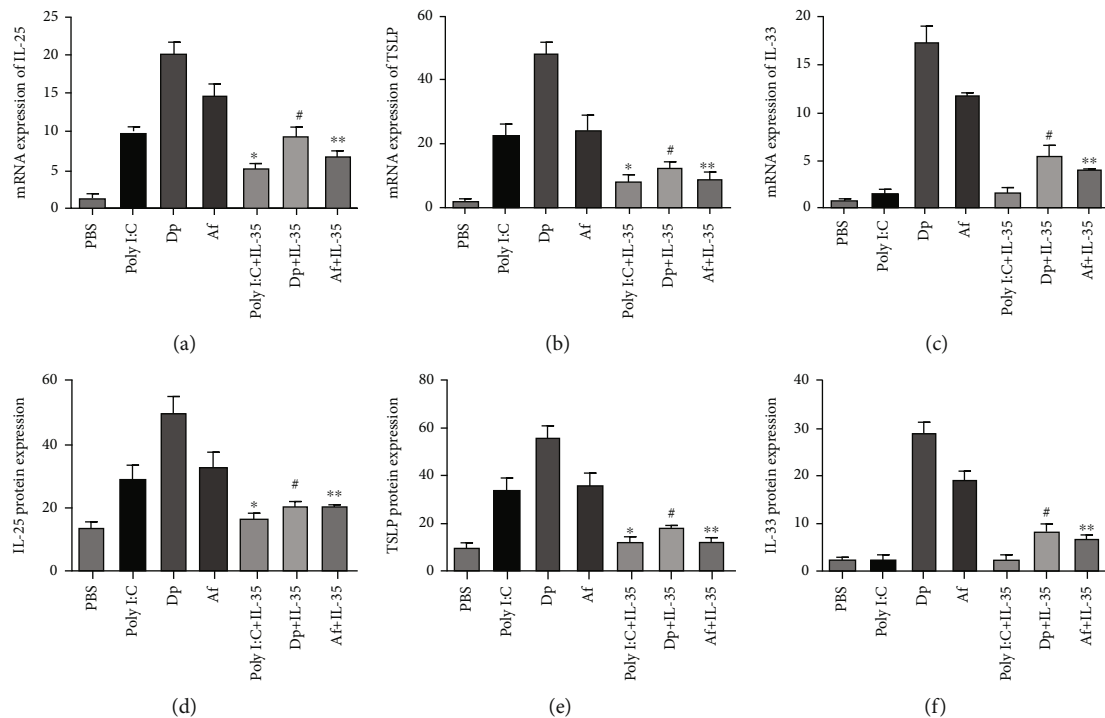 mRNA expression of IL-25
25
20
15
10
5
0
*
#
**
PBS
Poly I:C
Dp
Af
Poly I:C+IL-35
Dp+IL-35
Af+IL-35
(a)
mRNA expression of TSLP
60
40
20
0
*
#
**
PBS
Poly I:C
Dp
Af
Poly I:C+IL-35
Dp+IL-35
Af+IL-35
(b)
mRNA expression of IL-33
20
15
10
5
0
#
**
PBS
Poly I:C
Dp
Af
Poly I:C+IL-35
Dp+IL-35
Af+IL-35
(c)
IL-25 protein expression
60
40
20
0
*
#
**
PBS
Poly I:C
Dp
Af
Poly I:C+IL-35
Dp+IL-35
Af+IL-35
(d)
TSLP protein expression
80
60
40
20
0
*
#
**
PBS
Poly I:C
Dp
Af
Poly I:C+IL-35
Dp+IL-35
Af+IL-35
(e)
IL-33 protein expression
40
30
20
10
0
#
**
PBS
Poly I:C
Dp
Af
Poly I:C+IL-35
Dp+IL-35
Af+IL-35
(f)